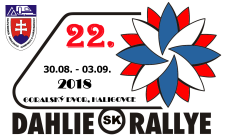 22.
30.08. - 03.09.
2018
GORALSKÝ DVOR, HALIGOVCE
DAHLIE SK RALLYE